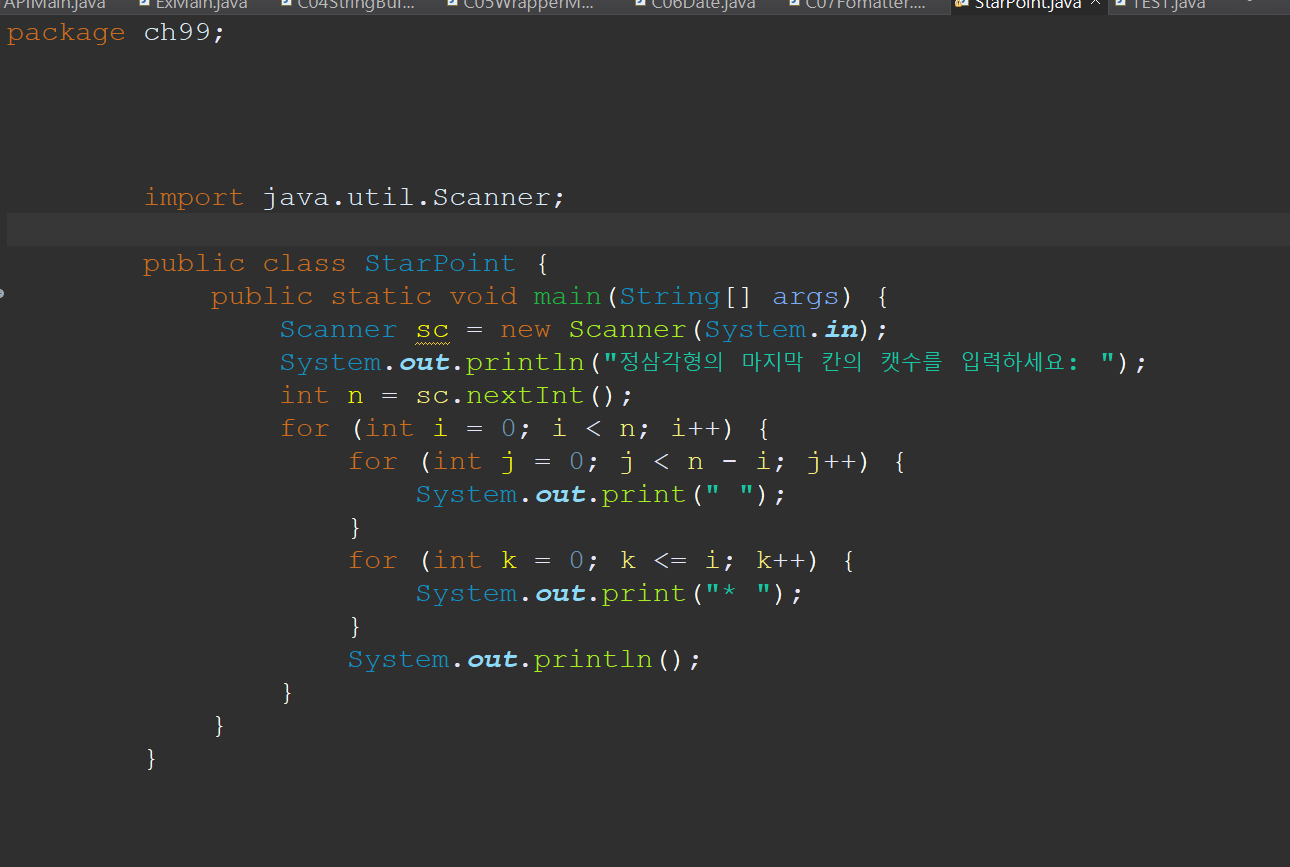 APIMain.java ExMain.java C04StringBuf... C05WrapperM... C06Date.java C07Fomatter.... StarPoint.java TEST.java
package ch99;
import java.util.Scanner;
public class StarPoint {
public static void main(String[] args) {
Scanner sc = new Scanner(System.in);
System.out.println("정삼각형의 마지막 칸의 캣수를 입력하세요: ");
int n = sc.nextInt();
for (int i = 0; i < n; i++) {
for (int j = 0; j < n - i; j++) {
System.out.print(" ");
}
for (int k = 0; k <= i; k++) {
System.out.print("* ");
}
System.out.println();
}
}
}